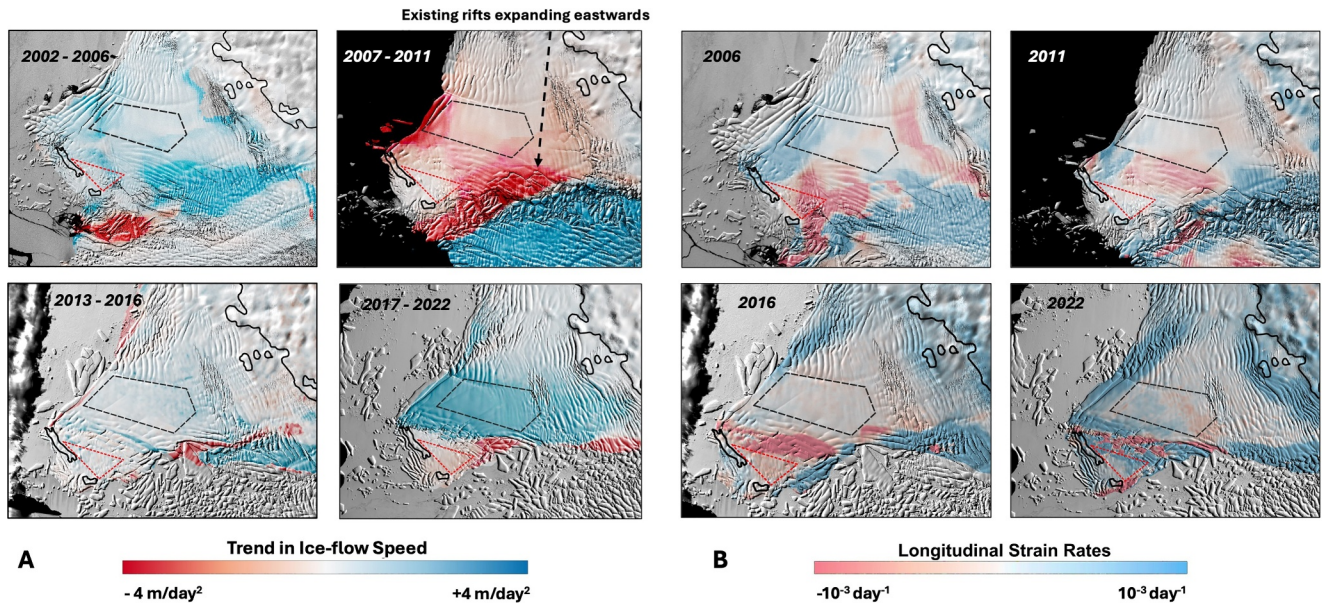 Existing rifts expanding eastwards
2002 - 2006
2007 - 2011
2006
2011
2013 - 2016
2017 - 2022
2016
2022
A
Trend in Ice-flow Speed
- 4 m/day²
+4 m/day²
B
Longitudinal Strain Rates
-10⁻³ day⁻¹
10⁻³ day⁻¹